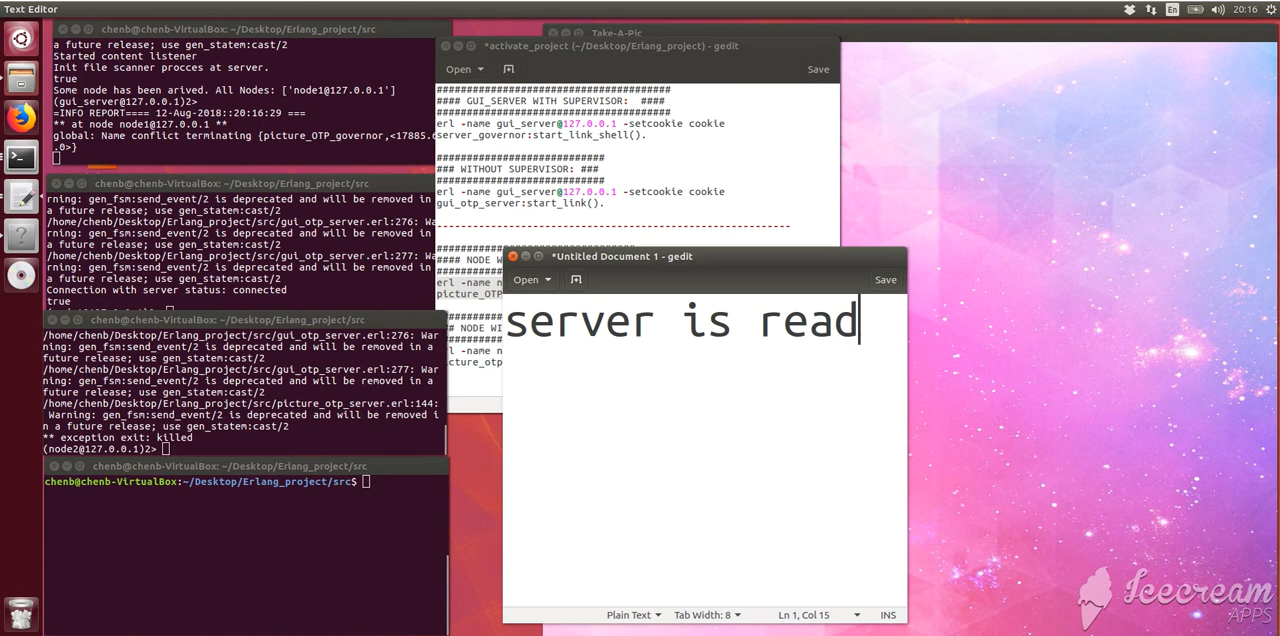 Text Editor
En
20:16
chenb@chenb-VirtualBox: ~/Desktop/Erlang_project/src
a future release; use gen_statem:cast/2
Started content listener
Init file scanner procces at server.
true
Some node has been arived. All Nodes: ['node1@127.0.0.1']
(gui_server@127.0.0.1)2>
=INFO REPORT==== 12-Aug-2018::20:16:29 ===
** at node node1@127.0.0.1 **
global: Name conflict terminating {picture_OTP_governor,<17885.
.0>}
chenb@chenb-VirtualBox: ~/Desktop/Erlang_project/src
rning: gen_fsm:send_event/2 is deprecated and will be removed in
a future release; use gen_statem:cast/2
/home/chenb/Desktop/Erlang_project/src/gui_otp_server.erl:276: Wa
rning: gen_fsm:send_event/2 is deprecated and will be removed in
a future release; use gen_statem:cast/2
/home/chenb/Desktop/Erlang_project/src/gui_otp_server.erl:277: Wa
rning: gen_fsm:send_event/2 is deprecated and will be removed in
a future release; use gen_statem:cast/2
Connection with server status: connected
true
chenb@chenb-VirtualBox: ~/Desktop/Erlang_project/src
/home/chenb/Desktop/Erlang_project/src/gui_otp_server.erl:276: War
ning: gen_fsm:send_event/2 is deprecated and will be removed in a
future release; use gen_statem:cast/2
/home/chenb/Desktop/Erlang_project/src/gui_otp_server.erl:277: War
ning: gen_fsm:send_event/2 is deprecated and will be removed in a
future release; use gen_statem:cast/2
/home/chenb/Desktop/Erlang_project/src/picture_otp_server.erl:144:
Warning: gen_fsm:send_event/2 is deprecated and will be removed i
n a future release; use gen_statem:cast/2
** exception exit: killed
(node2@127.0.0.1)2>
chenb@chenb-VirtualBox: ~/Desktop/Erlang_project/src
chenb@chenb-VirtualBox:~/Desktop/Erlang_project/src$
Take-A-Pic
*activate_project (~/Desktop/Erlang_project) - gedit
Open
Save
########################################
#### GUI_SERVER WITH SUPERVISOR:  ####
########################################
erl -name gui_server@127.0.0.1 -setcookie cookie
server_governor:start_link_shell().
#############################
### WITHOUT SUPERVISOR: ###
#############################
erl -name gui_server@127.0.0.1 -setcookie cookie
gui_otp_server:start_link().
#### NODE W
erl -name n
picture_OTP
## NODE WI
l -name n
cture_otp
*Untitled Document 1 - gedit
Open
Save
server is read
Plain Text
Tab Width: 8
Ln 1, Col 15
INS
Icecream
APPS